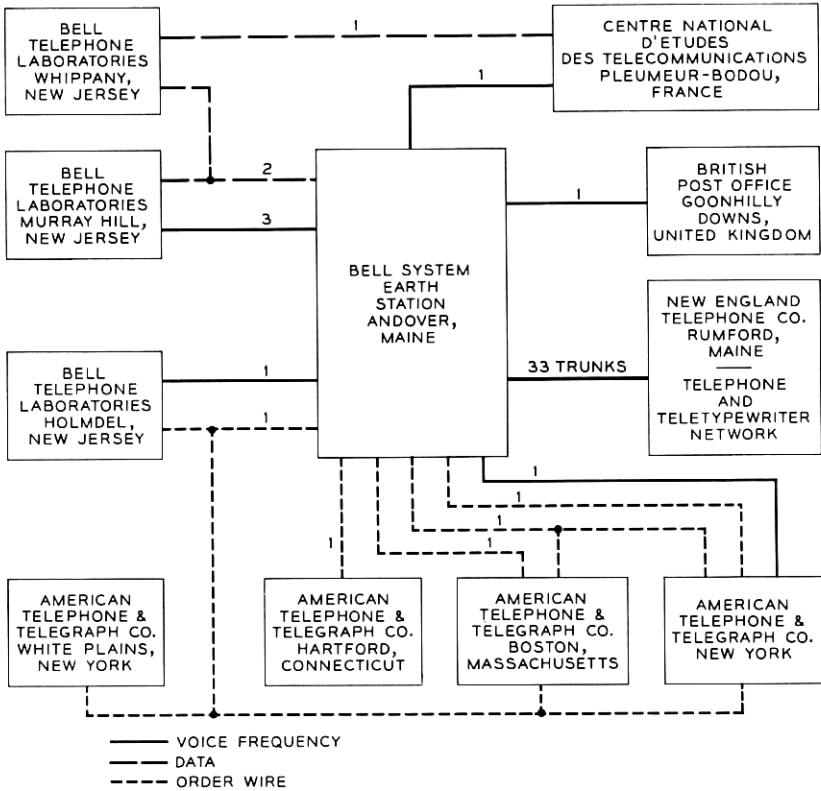 BELL
TELEPHONE
LABORATORIES
WHIPPANY,
NEW JERSEY
1
CENTRE NATIONAL
D'ETUDES
DES TELECOMMUNICATIONS
PLEUMEUR-BODOU,
FRANCE
1
BELL
TELEPHONE
LABORATORIES
MURRAY HILL,
NEW JERSEY
2
3
BELL SYSTEM
EARTH
STATION
ANDOVER,
MAINE
1
BRITISH
POST OFFICE
GOONHILLY
DOWNS,
UNITED KINGDOM
33 TRUNKS
NEW ENGLAND
TELEPHONE CO.
RUMFORD,
MAINE
TELEPHONE
AND
TELETYPEWRITER
NETWORK
BELL
TELEPHONE
LABORATORIES
HOLMDEL,
NEW JERSEY
1
1
1
1
1
1
1
AMERICAN
TELEPHONE &
TELEGRAPH CO.
WHITE PLAINS,
NEW YORK
AMERICAN
TELEPHONE &
TELEGRAPH CO.
HARTFORD,
CONNECTICUT
AMERICAN
TELEPHONE &
TELEGRAPH CO.
BOSTON,
MASSACHUSETTS
AMERICAN
TELEPHONE &
TELEGRAPH CO.
NEW YORK
VOICE FREQUENCY
DATA
ORDER WIRE